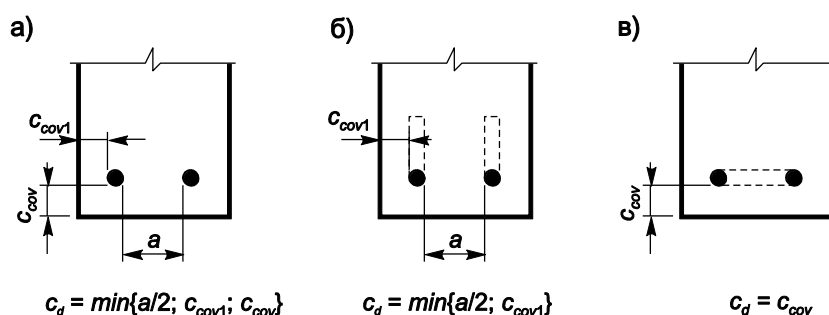 а) б) в)
c_cov1 c_cov1
c_cov c_cov
a a
c_d = min{a/2; c_cov1; c_cov} c_d = min{a/2; c_cov1} c_d = c_cov